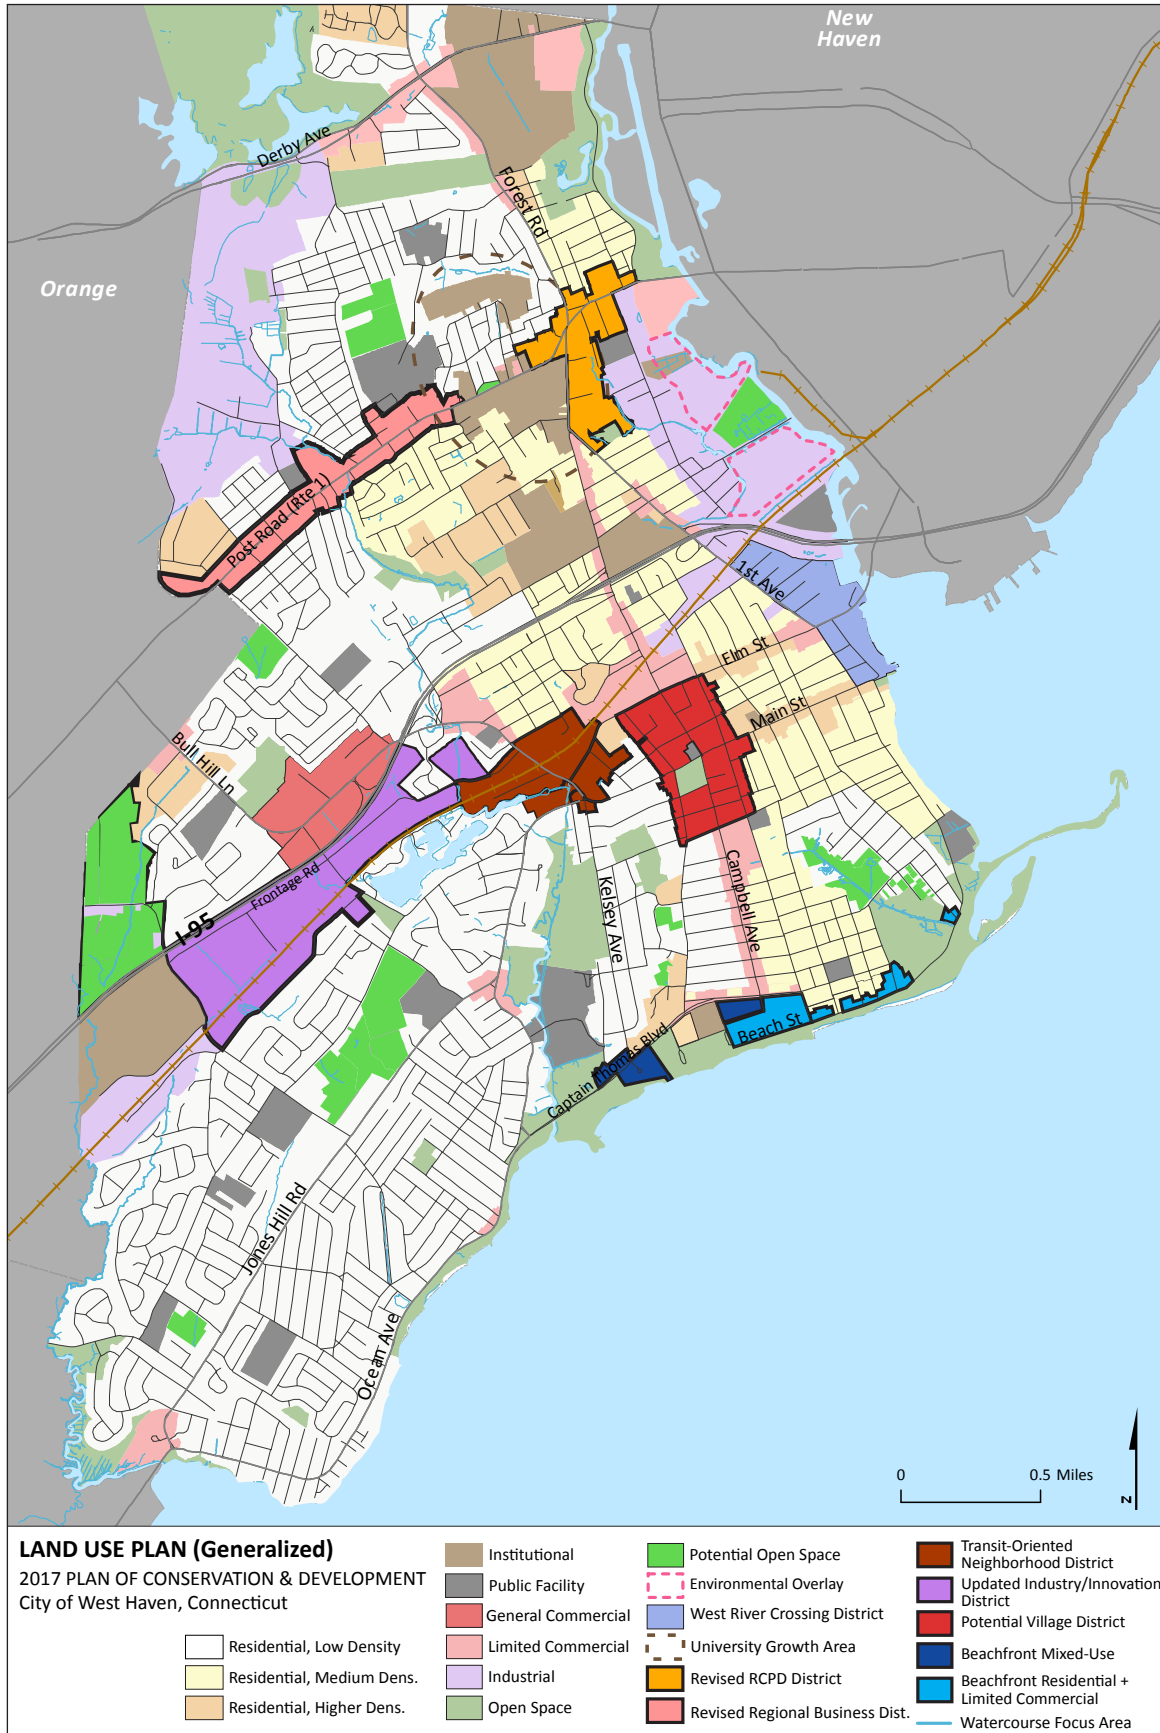 New
Haven
Derby Ave
Forest Rd
Orange
Post Road (Rte 1)
1st Ave
Elm St
Main St
Bull Hill Ln
Frontage Rd
I-95
Kelsey Ave
Campbell Ave
Beach St
Captain Thomas Blvd
Jones Hill Rd
Ocean Ave
0 0.5 Miles
N
LAND USE PLAN (Generalized)
2017 PLAN OF CONSERVATION & DEVELOPMENT
City of West Haven, Connecticut
Residential, Low Density
Residential, Medium Dens.
Residential, Higher Dens.
Institutional
Public Facility
General Commercial
Limited Commercial
Industrial
Open Space
Potential Open Space
Environmental Overlay
West River Crossing District
University Growth Area
Revised RCPD District
Revised Regional Business Dist.
Transit-Oriented
Neighborhood District
Updated Industry/Innovation
District
Potential Village District
Beachfront Mixed-Use
Beachfront Residential +
Limited Commercial
Watercourse Focus Area